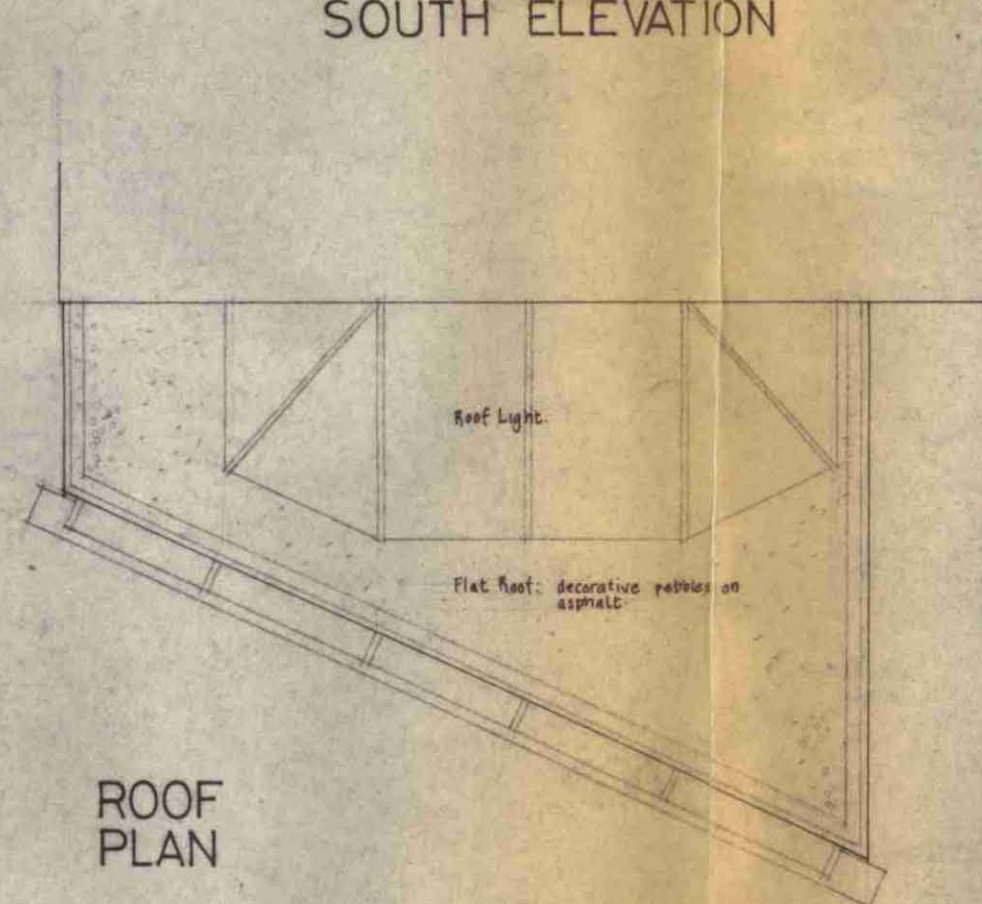 SOUTH ELEVATION
Roof Light.
Flat Roof: decorative pebbles on
asphalt.
ROOF
PLAN